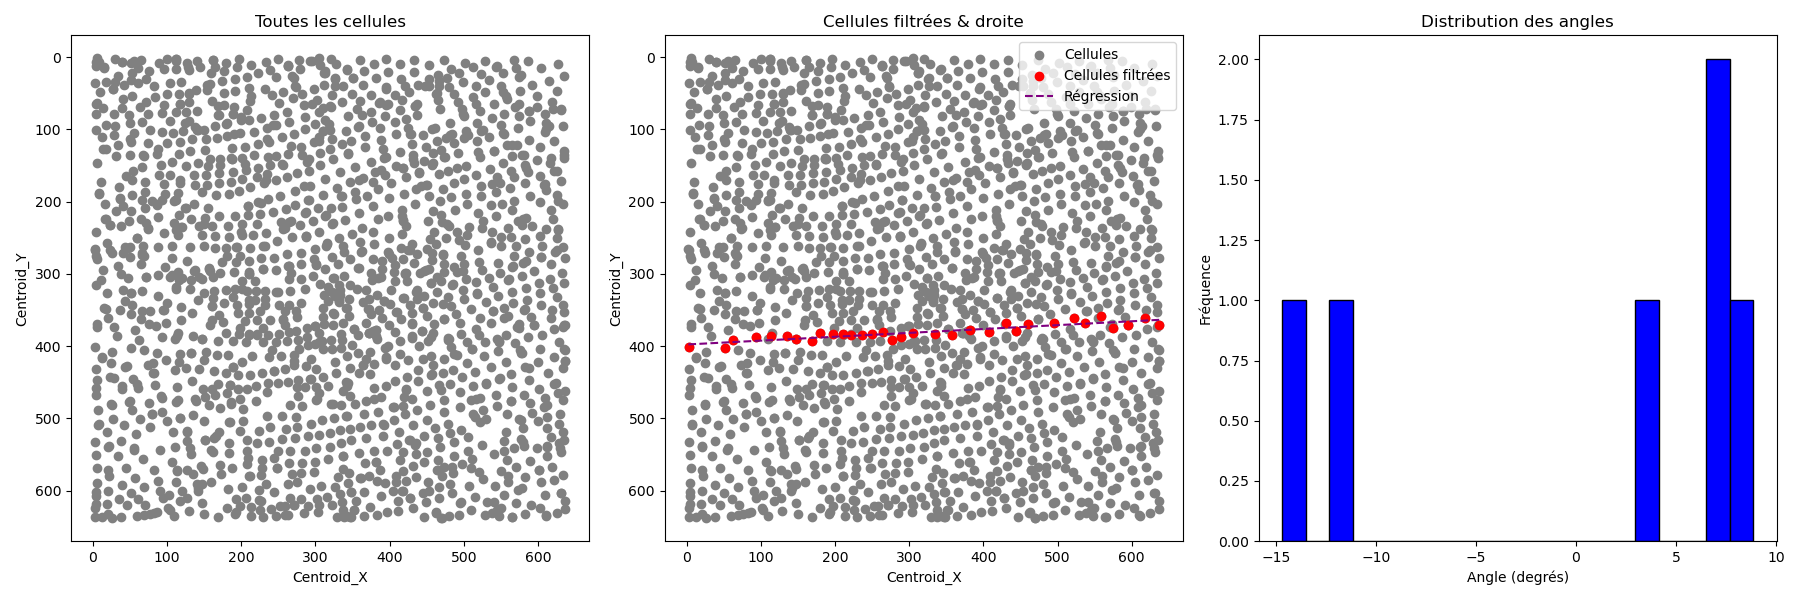 Toutes les cellules
0
100
200
300
400
500
600
Centroid_Y
0 100 200 300 400 500 600
Centroid_X
Cellules filtrées & droite
Cellules
Cellules filtrées
Régression
0
100
200
300
400
500
600
Centroid_Y
0 100 200 300 400 500 600
Centroid_X
Distribution des angles
2.00
1.75
1.50
1.25
1.00
0.75
0.50
0.25
0.00
Fréquence
−15 −10 −5 0 5 10
Angle (degrés)